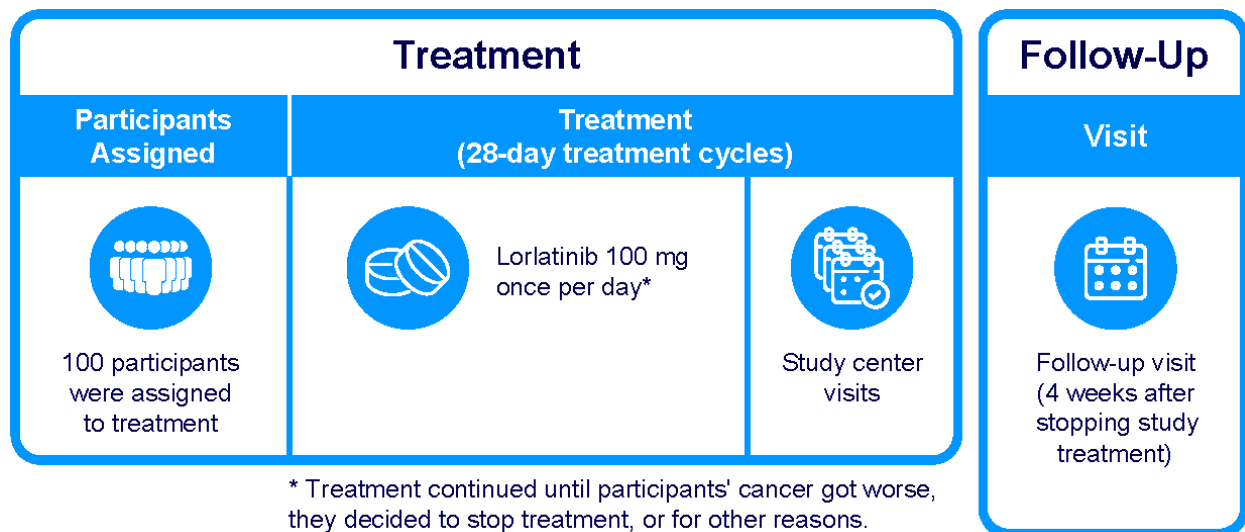 Treatment
Participants
Assigned
Treatment
(28-day treatment cycles)
100 participants
were assigned
to treatment
Lorlatinib 100 mg
once per day*
Study center
visits
* Treatment continued until participants' cancer got worse,
they decided to stop treatment, or for other reasons.
Follow-Up
Visit
Follow-up visit
(4 weeks after
stopping study
treatment)